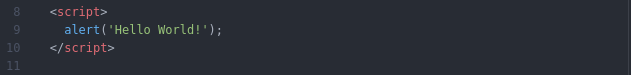 8 <script>
9 alert('Hello World!');
10 </script>
11